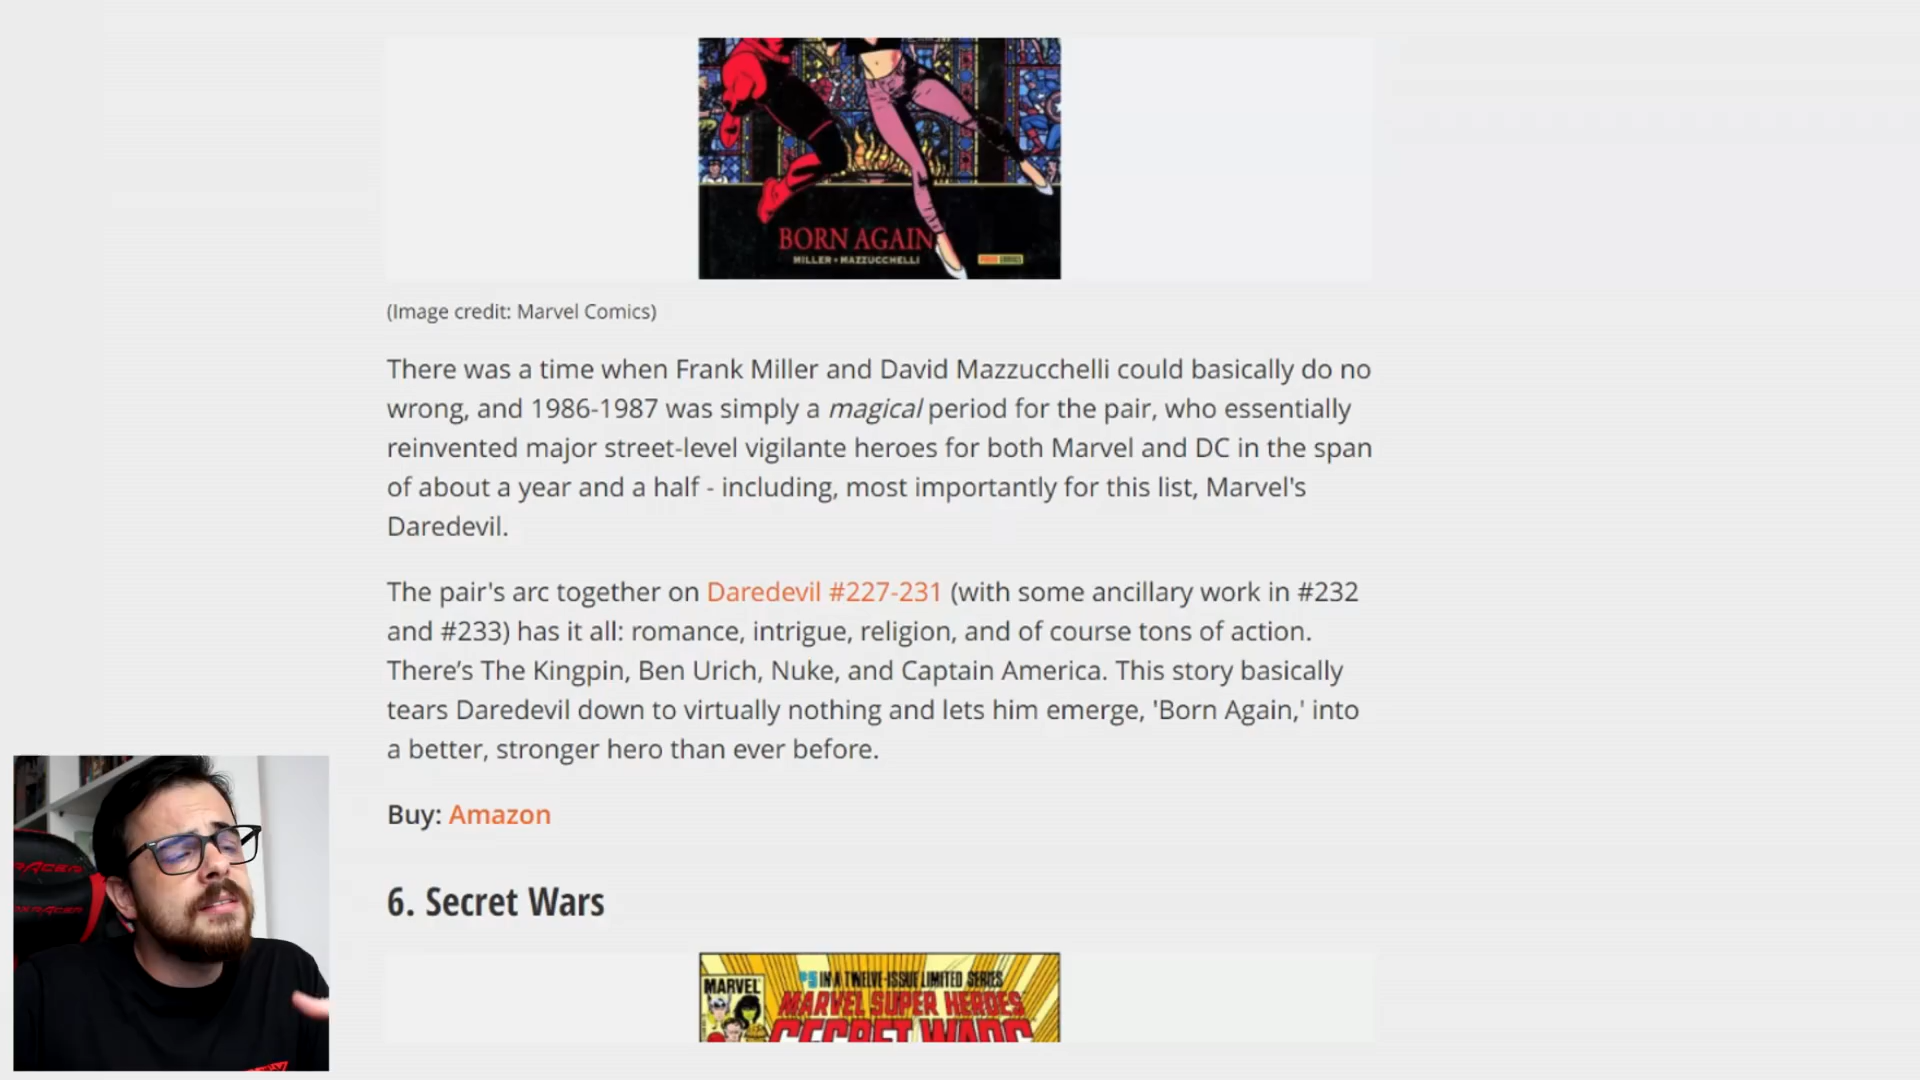 BORN AGAIN
MILLER • MAZZUCCHELLI
(Image credit: Marvel Comics)
There was a time when Frank Miller and David Mazzucchelli could basically do no
wrong, and 1986-1987 was simply a magical period for the pair, who essentially
reinvented major street-level vigilante heroes for both Marvel and DC in the span
of about a year and a half - including, most importantly for this list, Marvel's
Daredevil.
The pair's arc together on Daredevil #227-231 (with some ancillary work in #232
and #233) has it all: romance, intrigue, religion, and of course tons of action.
There’s The Kingpin, Ben Urich, Nuke, and Captain America. This story basically
tears Daredevil down to virtually nothing and lets him emerge, 'Born Again,' into
a better, stronger hero than ever before.
Buy: Amazon
6. Secret Wars
#5 IN A TWELVE-ISSUE LIMITED SERIES
MARVEL
MARVEL SUPER HEROES
SECRET WARS